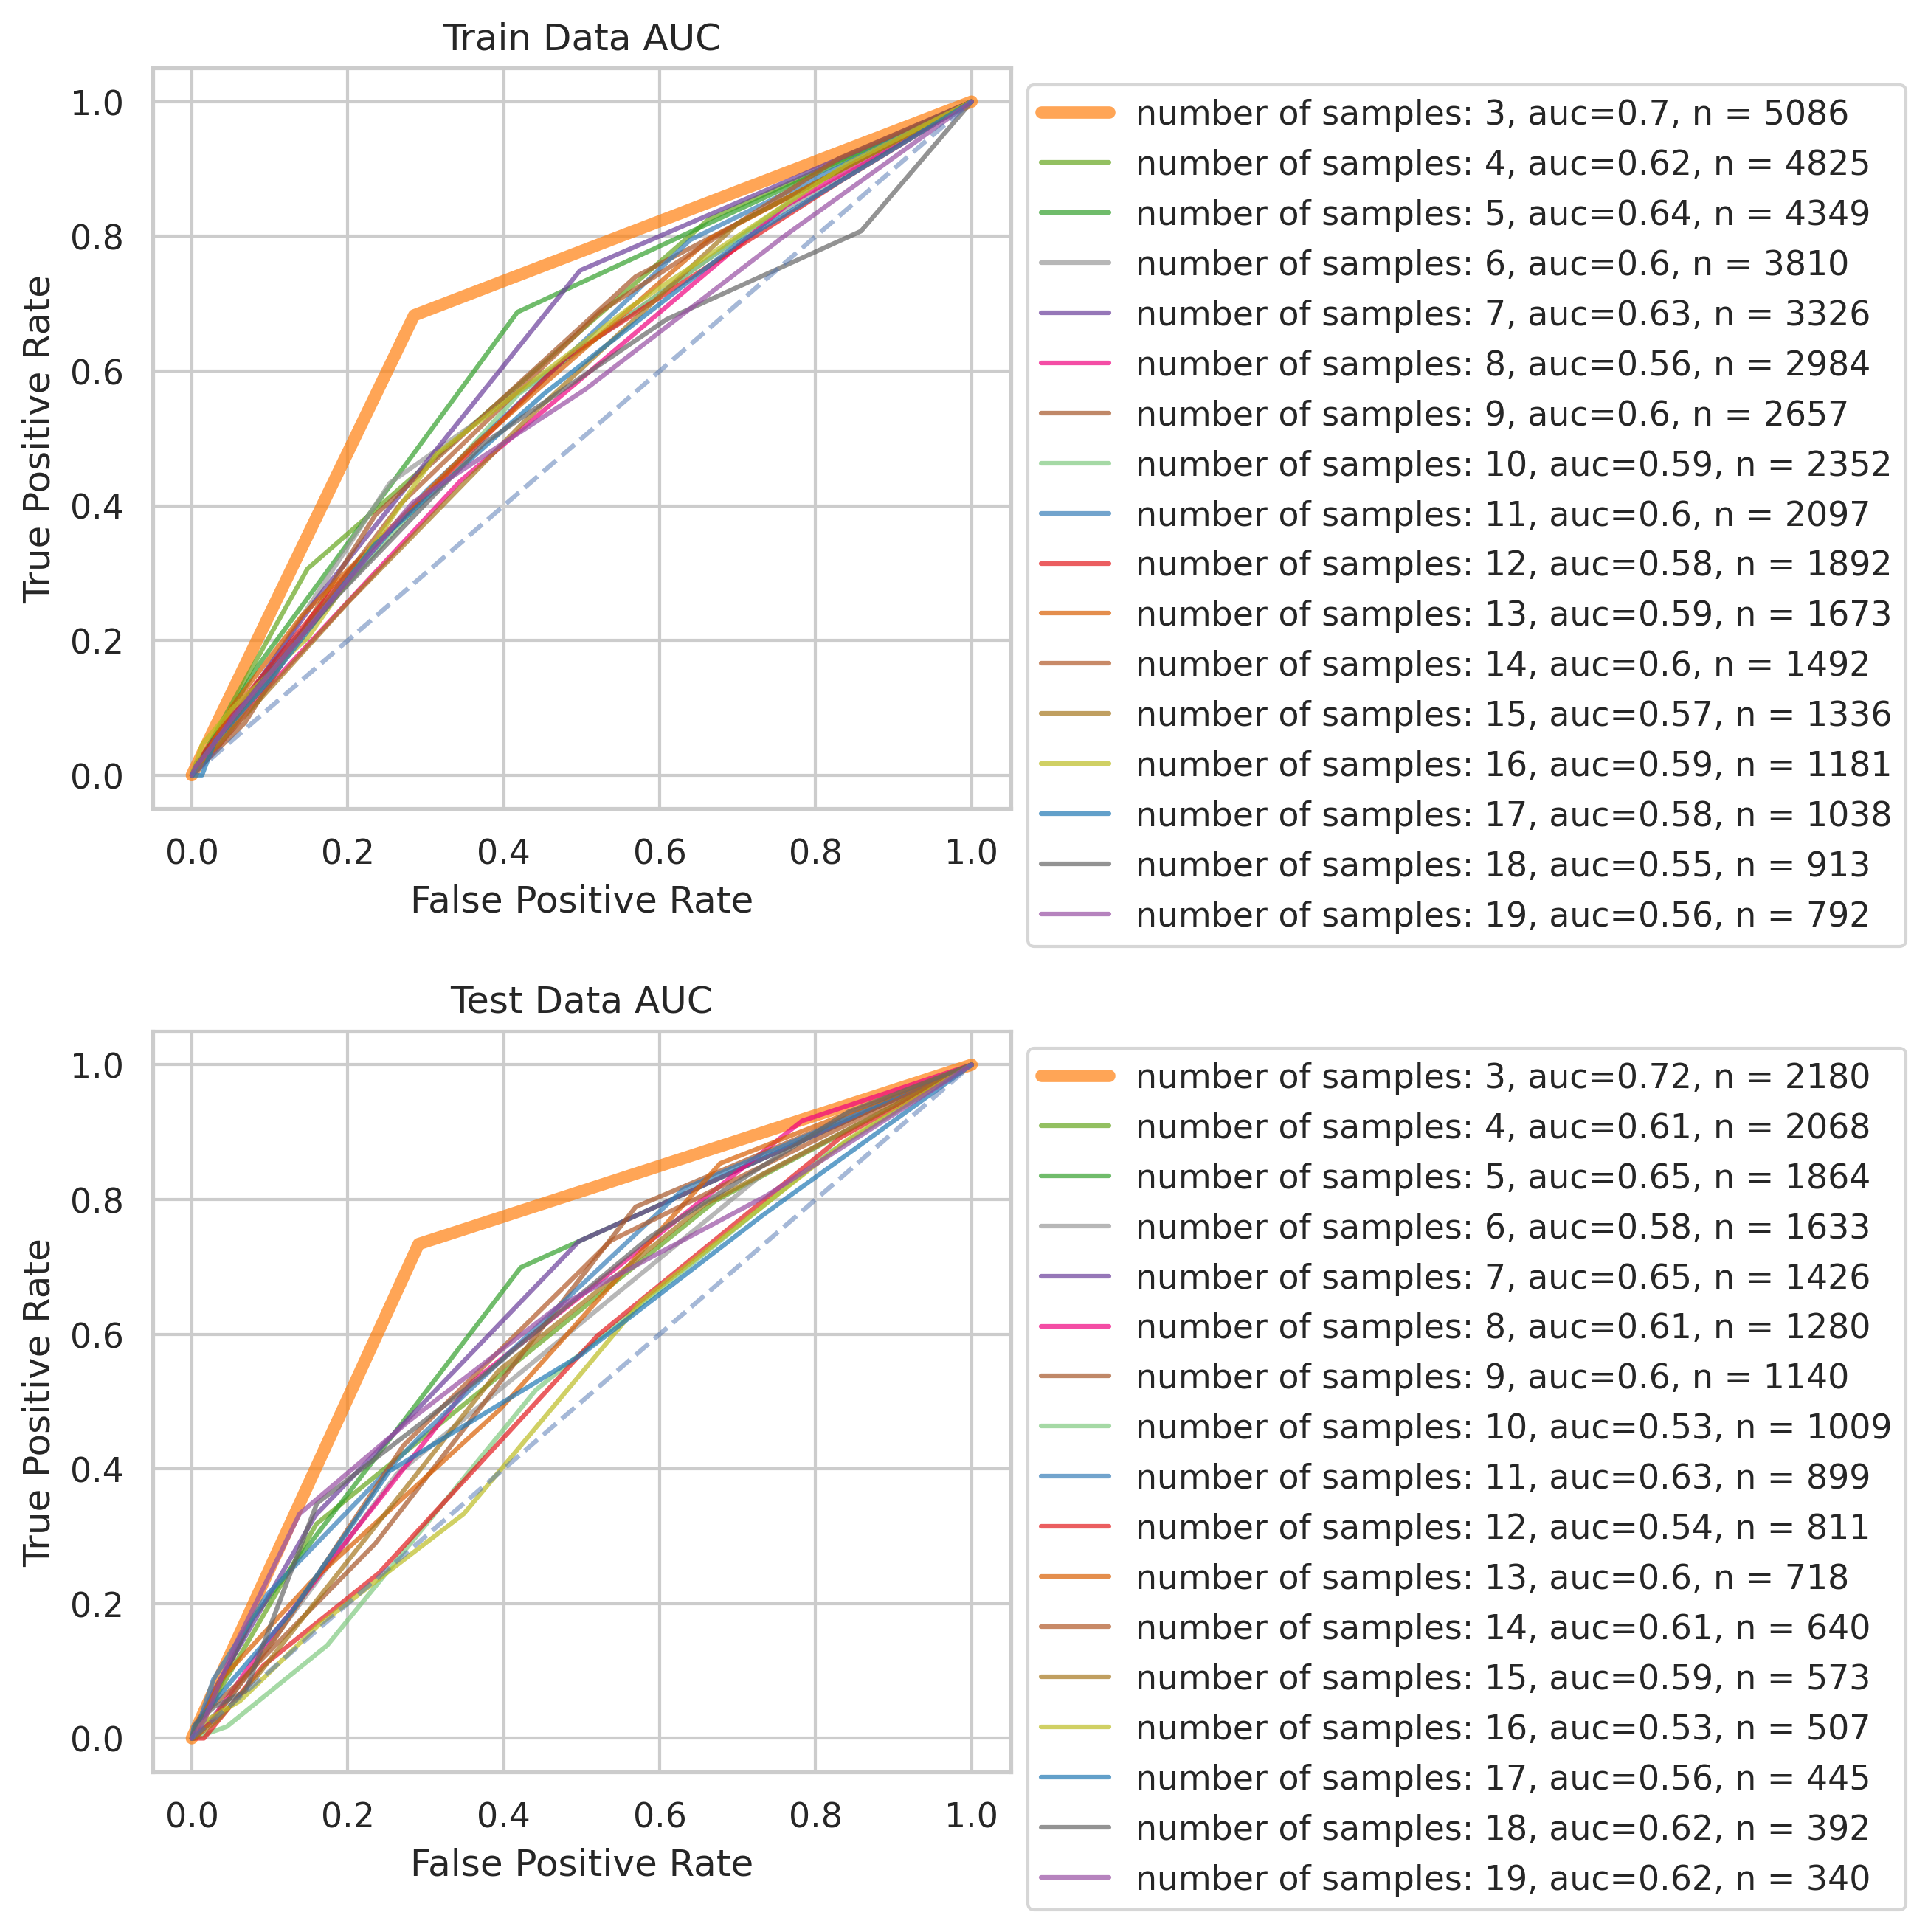 Train Data AUC
1.0
0.8
0.6
0.4
0.2
0.0
True Positive Rate
0.0 0.2 0.4 0.6 0.8 1.0
False Positive Rate
number of samples: 3, auc=0.7, n = 5086
number of samples: 4, auc=0.62, n = 4825
number of samples: 5, auc=0.64, n = 4349
number of samples: 6, auc=0.6, n = 3810
number of samples: 7, auc=0.63, n = 3326
number of samples: 8, auc=0.56, n = 2984
number of samples: 9, auc=0.6, n = 2657
number of samples: 10, auc=0.59, n = 2352
number of samples: 11, auc=0.6, n = 2097
number of samples: 12, auc=0.58, n = 1892
number of samples: 13, auc=0.59, n = 1673
number of samples: 14, auc=0.6, n = 1492
number of samples: 15, auc=0.57, n = 1336
number of samples: 16, auc=0.59, n = 1181
number of samples: 17, auc=0.58, n = 1038
number of samples: 18, auc=0.55, n = 913
number of samples: 19, auc=0.56, n = 792
Test Data AUC
1.0
0.8
0.6
0.4
0.2
0.0
True Positive Rate
0.0 0.2 0.4 0.6 0.8 1.0
False Positive Rate
number of samples: 3, auc=0.72, n = 2180
number of samples: 4, auc=0.61, n = 2068
number of samples: 5, auc=0.65, n = 1864
number of samples: 6, auc=0.58, n = 1633
number of samples: 7, auc=0.65, n = 1426
number of samples: 8, auc=0.61, n = 1280
number of samples: 9, auc=0.6, n = 1140
number of samples: 10, auc=0.53, n = 1009
number of samples: 11, auc=0.63, n = 899
number of samples: 12, auc=0.54, n = 811
number of samples: 13, auc=0.6, n = 718
number of samples: 14, auc=0.61, n = 640
number of samples: 15, auc=0.59, n = 573
number of samples: 16, auc=0.53, n = 507
number of samples: 17, auc=0.56, n = 445
number of samples: 18, auc=0.62, n = 392
number of samples: 19, auc=0.62, n = 340